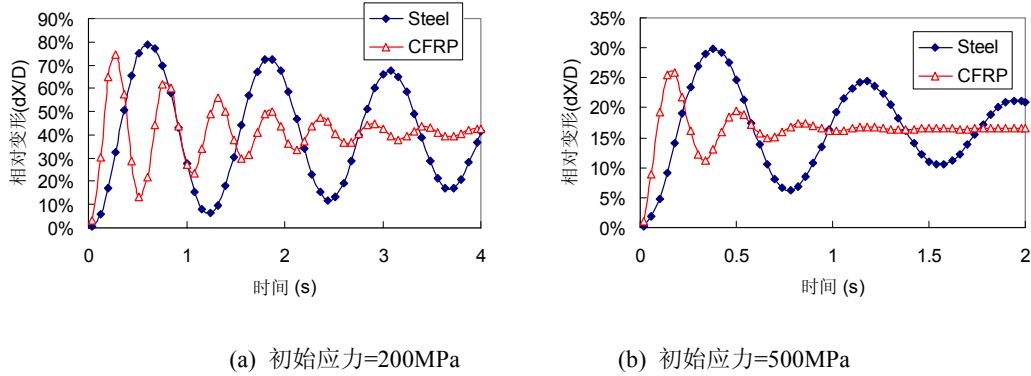 90%
80%
70%
60%
50%
40%
30%
20%
10%
0%
相对变形(dX/D)
Steel
CFRP
0 1 2 3 4
时间 (s)
(a) 初始应力=200MPa
35%
30%
25%
20%
15%
10%
5%
0%
相对变形(dX/D)
Steel
CFRP
0 0.5 1 1.5 2
时间 (s)
(b) 初始应力=500MPa